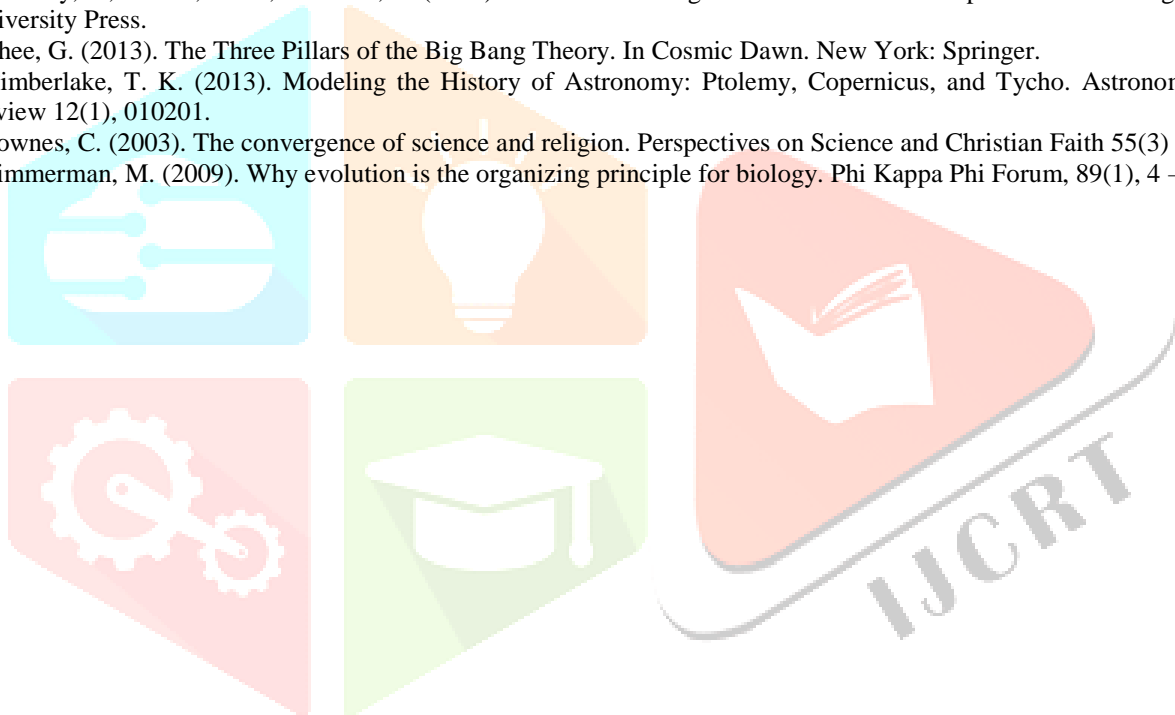 iversity Press.
hee, G. (2013). The Three Pillars of the Big Bang Theory. In Cosmic Dawn. New York: Springer.
imberlake, T. K. (2013). Modeling the History of Astronomy: Ptolemy, Copernicus, and Tycho. Astronom
view 12(1), 010201.
ownes, C. (2003). The convergence of science and religion. Perspectives on Science and Christian Faith 55(3)
immerman, M. (2009). Why evolution is the organizing principle for biology. Phi Kappa Phi Forum, 89(1), 4 –
IJCRT